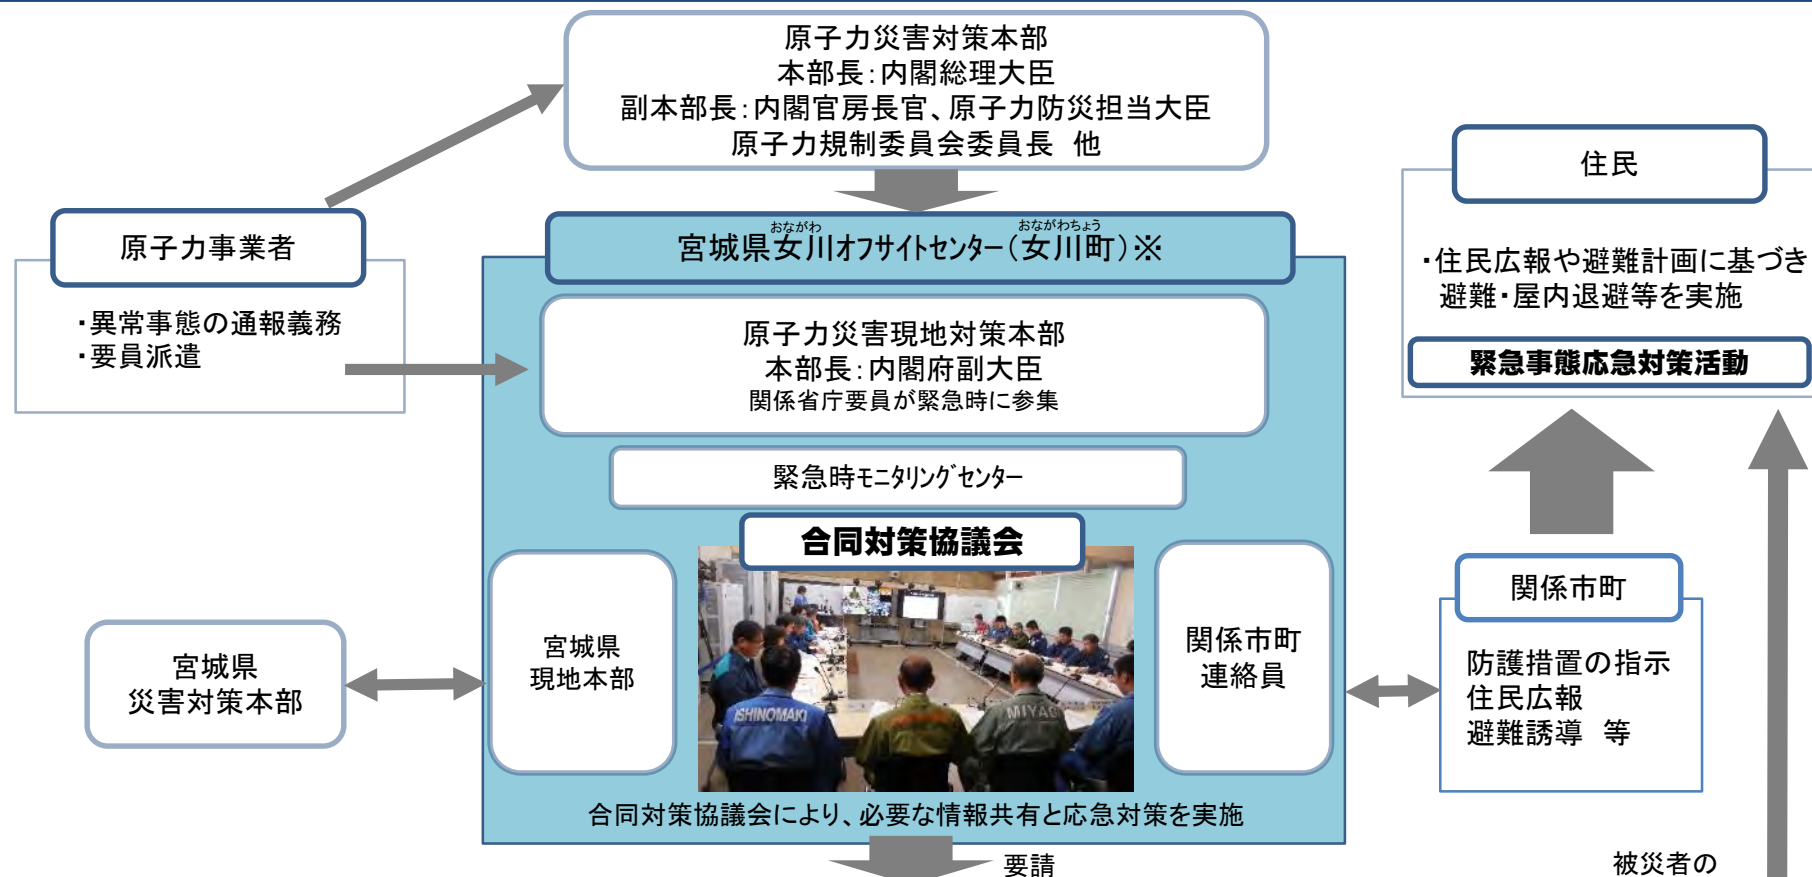 原子力災害対策本部
本部長：内閣総理大臣
副本部長：内閣官房長官、原子力防災担当大臣
原子力規制委員会委員長　他
住民
・住民広報や避難計画に基づき
避難・屋内退避等を実施
緊急事態応急対策活動
原子力事業者
・異常事態の通報義務
・要員派遣
おながわ
おながわちょう
宮城県女川オフサイトセンター（女川町）※
原子力災害現地対策本部
本部長：内閣府副大臣
関係省庁要員が緊急時に参集
緊急時モニタリングセンター
合同対策協議会
宮城県
災害対策本部
宮城県
現地本部
ISHINOMAKI
MIYAGI
関係市町
連絡員
関係市町
防護措置の指示
住民広報
避難誘導　等
合同対策協議会により、必要な情報共有と応急対策を実施
要請
被災者の